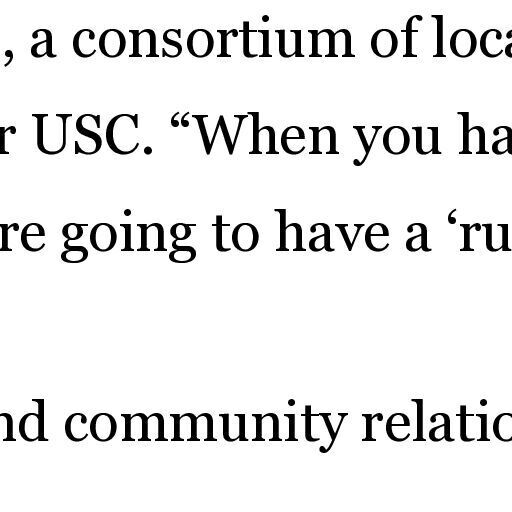 , a consortium of loca
r USC. “When you ha
re going to have a ‘ru
nd community relatio